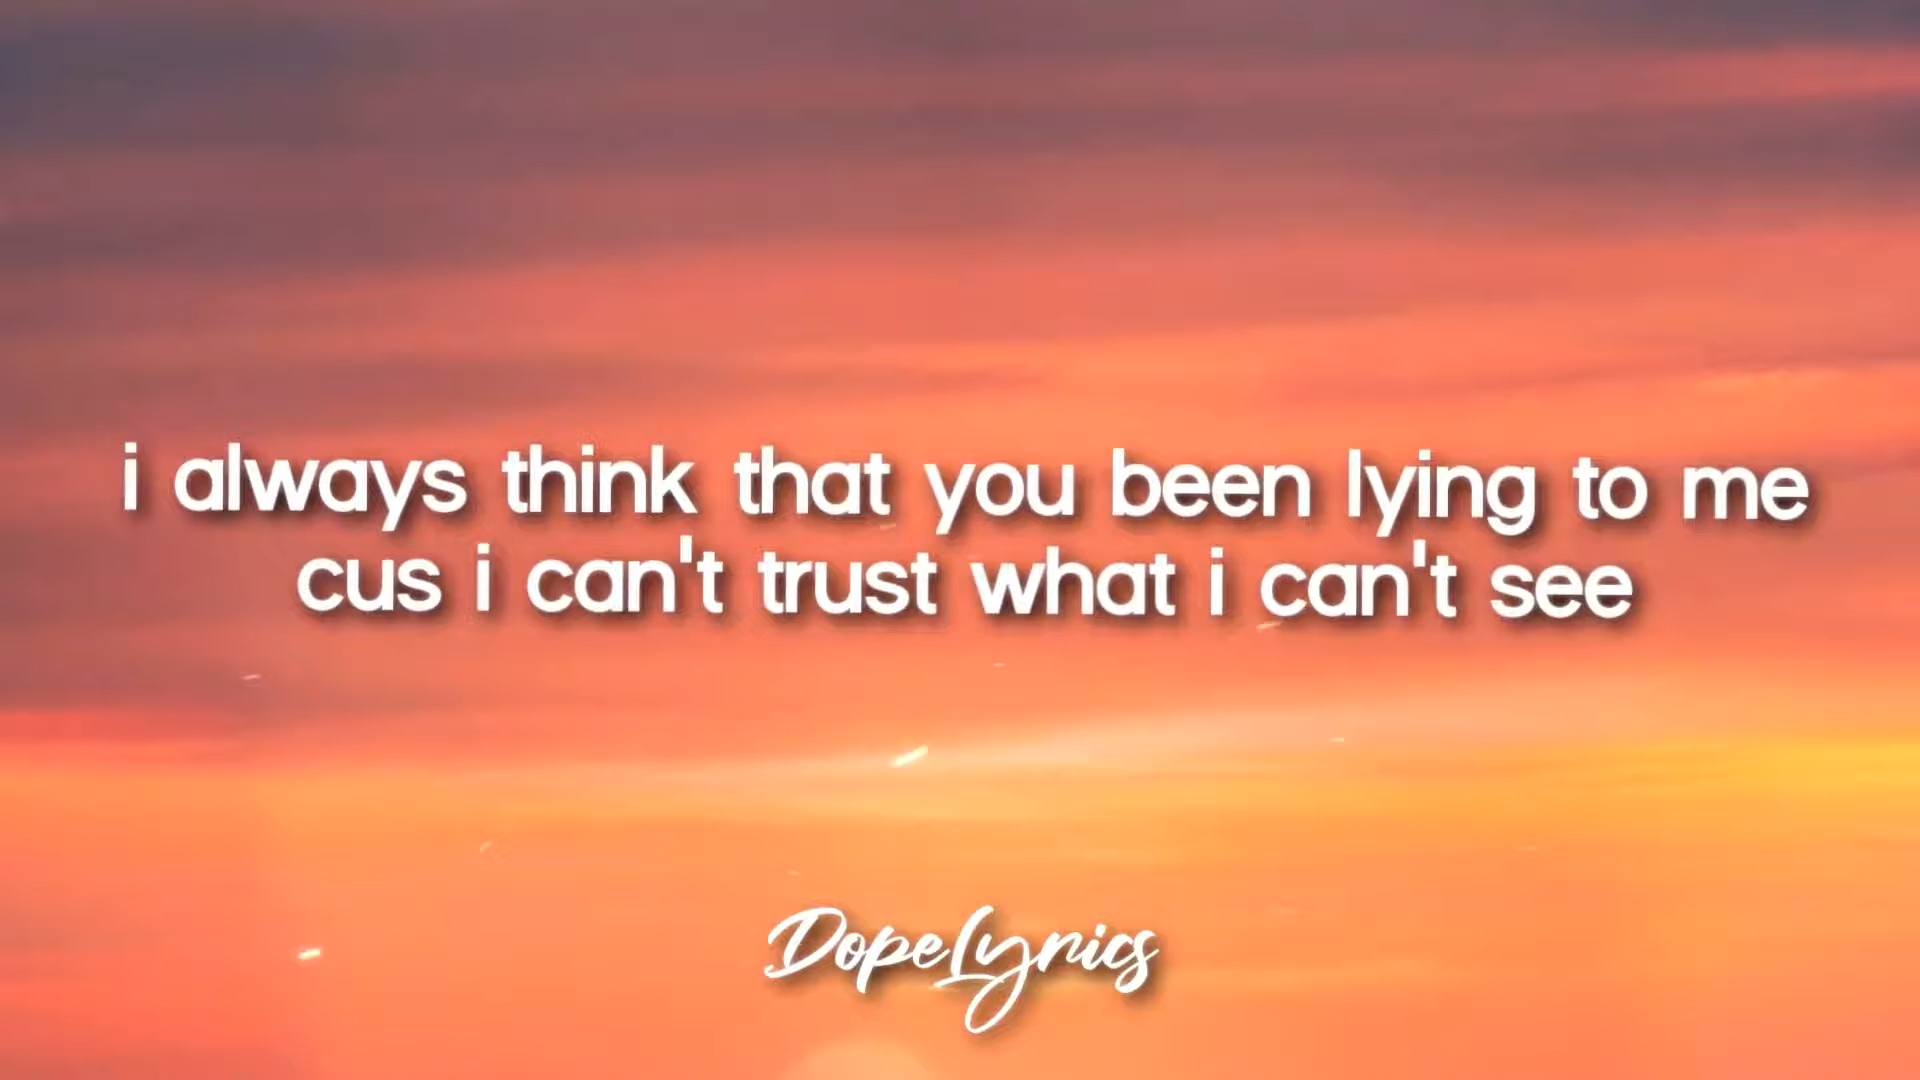 i always think that you been lying to me
cus i can't trust what i can't see
DopeLyrics